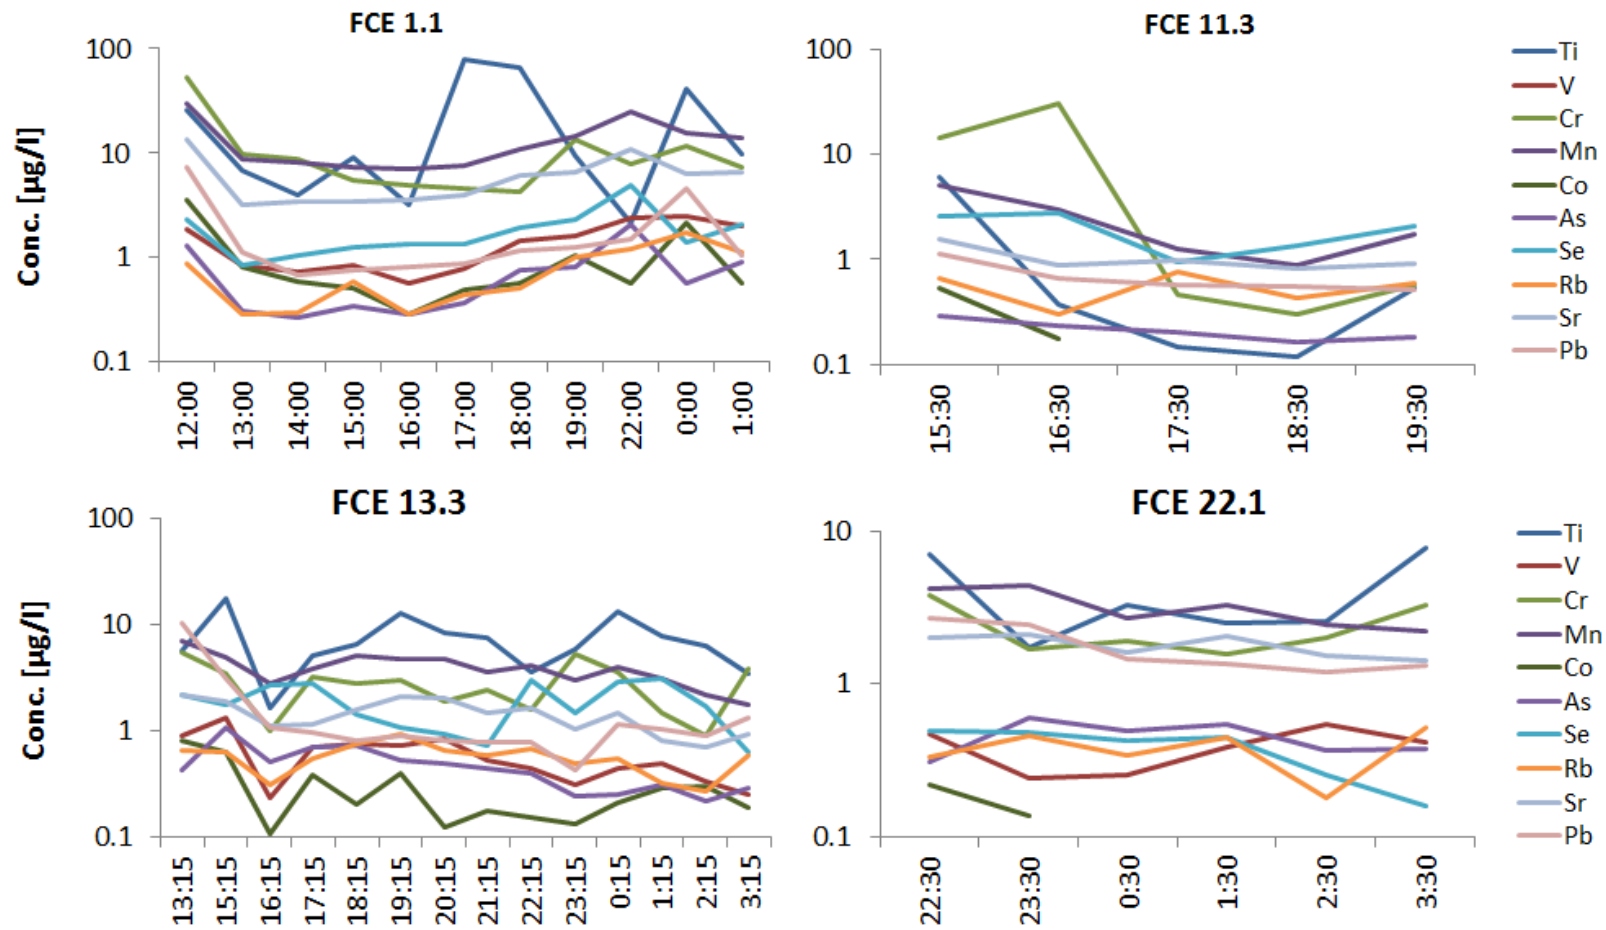 FCE 1.1
Conc. [µg/l]
100
10
1
0.1
12:00
13:00
14:00
15:00
16:00
17:00
18:00
19:00
22:00
0:00
1:00
FCE 11.3
100
10
1
0.1
15:30
16:30
17:30
18:30
19:30
Ti
V
Cr
Mn
Co
As
Se
Rb
Sr
Pb
FCE 13.3
Conc. [µg/l]
100
10
1
0.1
13:15
15:15
16:15
17:15
18:15
19:15
20:15
21:15
22:15
23:15
0:15
1:15
2:15
3:15
FCE 22.1
10
1
0.1
22:30
23:30
0:30
1:30
2:30
3:30
Ti
V
Cr
Mn
Co
As
Se
Rb
Sr
Pb